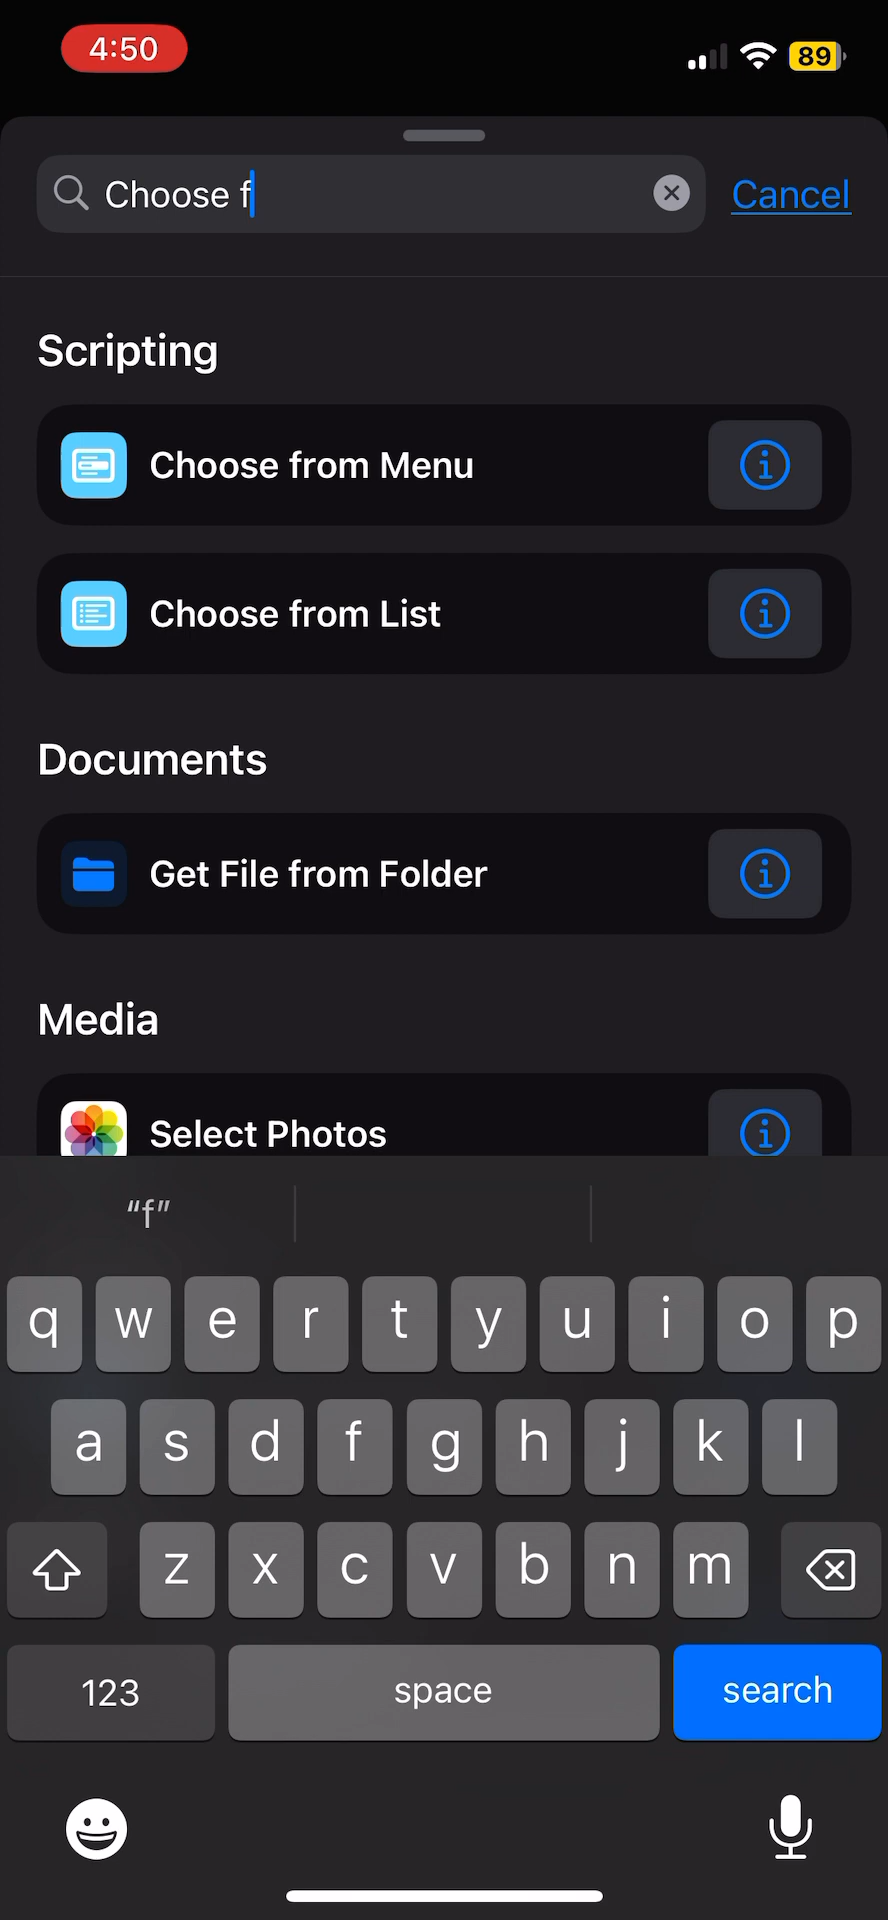 4:50
89
Choose f
Cancel
Scripting
Choose from Menu
Choose from List
Documents
Get File from Folder
Media
Select Photos
“f”
q w e r t y u i o p
a s d f g h j k l
z x c v b n m
123 space search